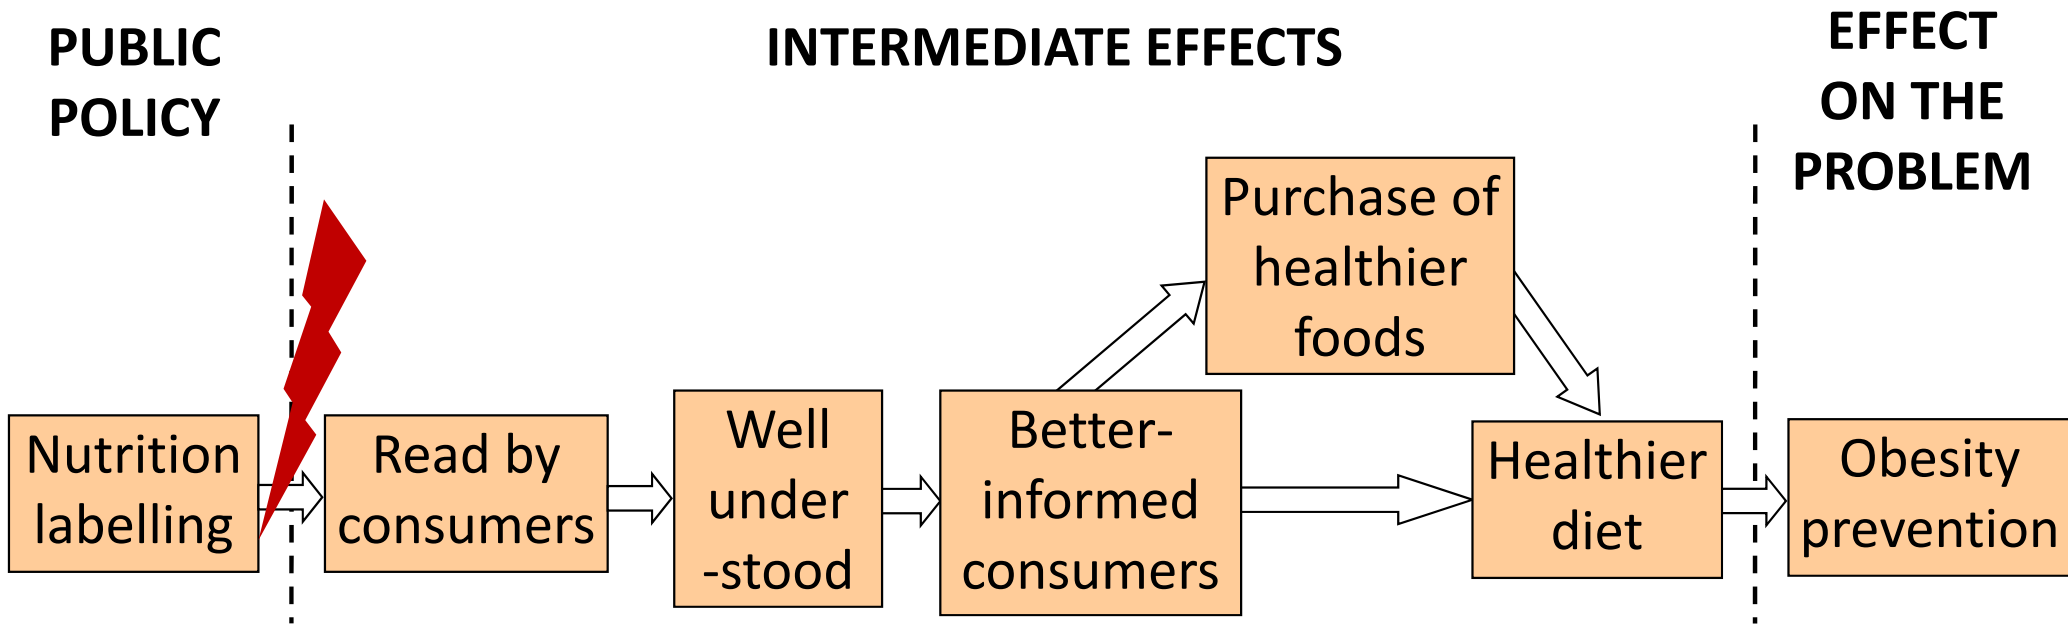 PUBLIC
POLICY
INTERMEDIATE EFFECTS
EFFECT
ON THE
PROBLEM
Nutrition
labelling
Read by
consumers
Well
under
-stood
Better-
informed
consumers
Purchase of
healthier
foods
Healthier
diet
Obesity
prevention